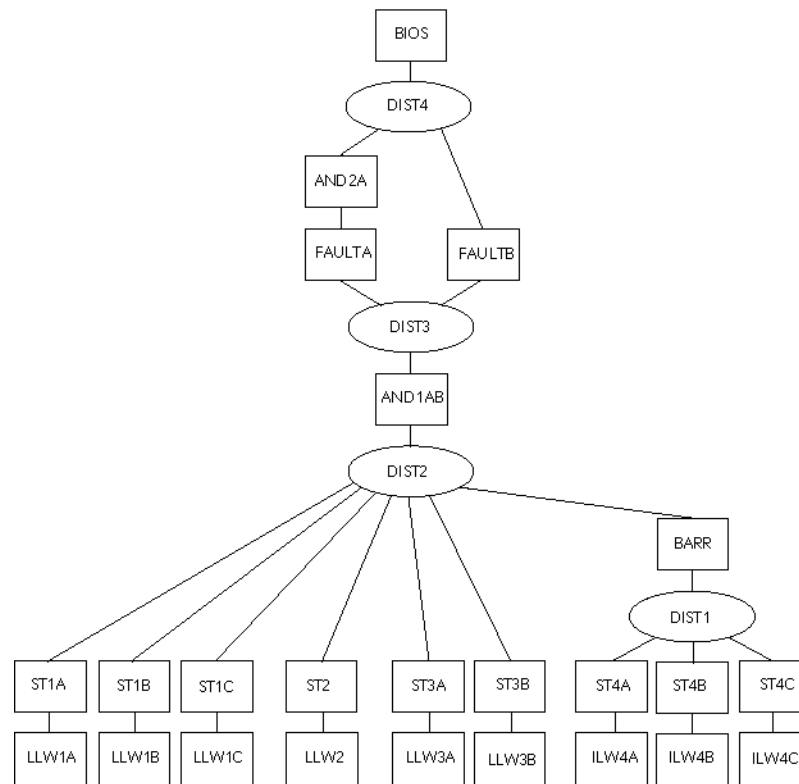 BIOS
DIST4
AND2A
FAULTA
FAULTB
DIST3
AND1AB
DIST2
BARR
DIST1
ST1A
ST1B
ST1C
ST2
ST3A
ST3B
ST4A
ST4B
ST4C
LLW1A
LLW1B
LLW1C
LLW2
LLW3A
LLW3B
ILW4A
ILW4B
ILW4C